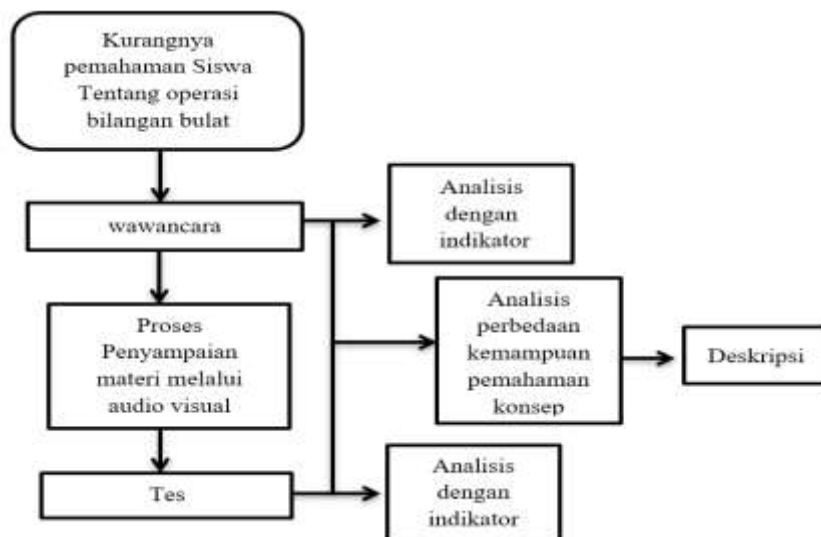 Kurangnya
pemahaman Siswa
Tentang operasi
bilangan bulat
wawancara
Analisis
dengan
indikator
Proses
Penyampaian
materi melalui
audio visual
Analisis
perbedaan
kemampuan
pemahaman
konsep
Deskripsi
Tes
Analisis
dengan
indikator